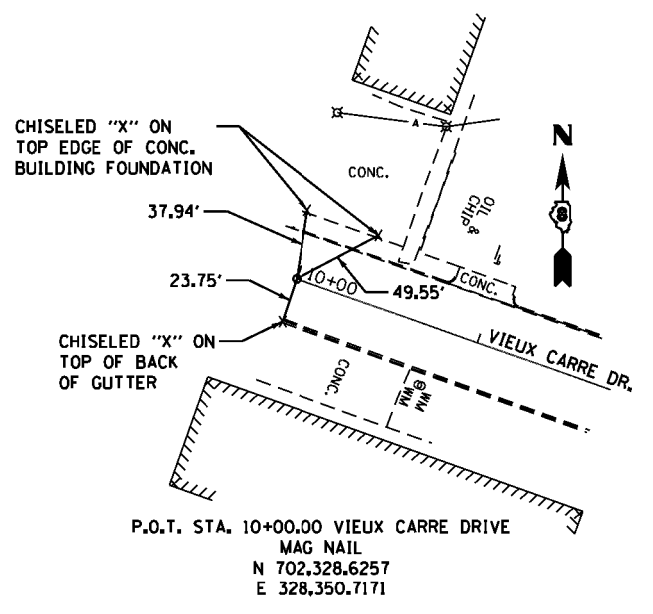 CHISELED "X" ON
TOP EDGE OF CONC.
BUILDING FOUNDATION
A
CONC.
N
8
OIL &
CHIP
37.94'
10+00
49.55'
CONC.
23.75'
CHISELED "X" ON
TOP OF BACK
OF GUTTER
VIEUX CARRE DR.
CONC.
WM
@WM
P.O.T. STA. 10+00.00 VIEUX CARRE DRIVE
MAG NAIL
N 702,328.6257
E 328,350.7171